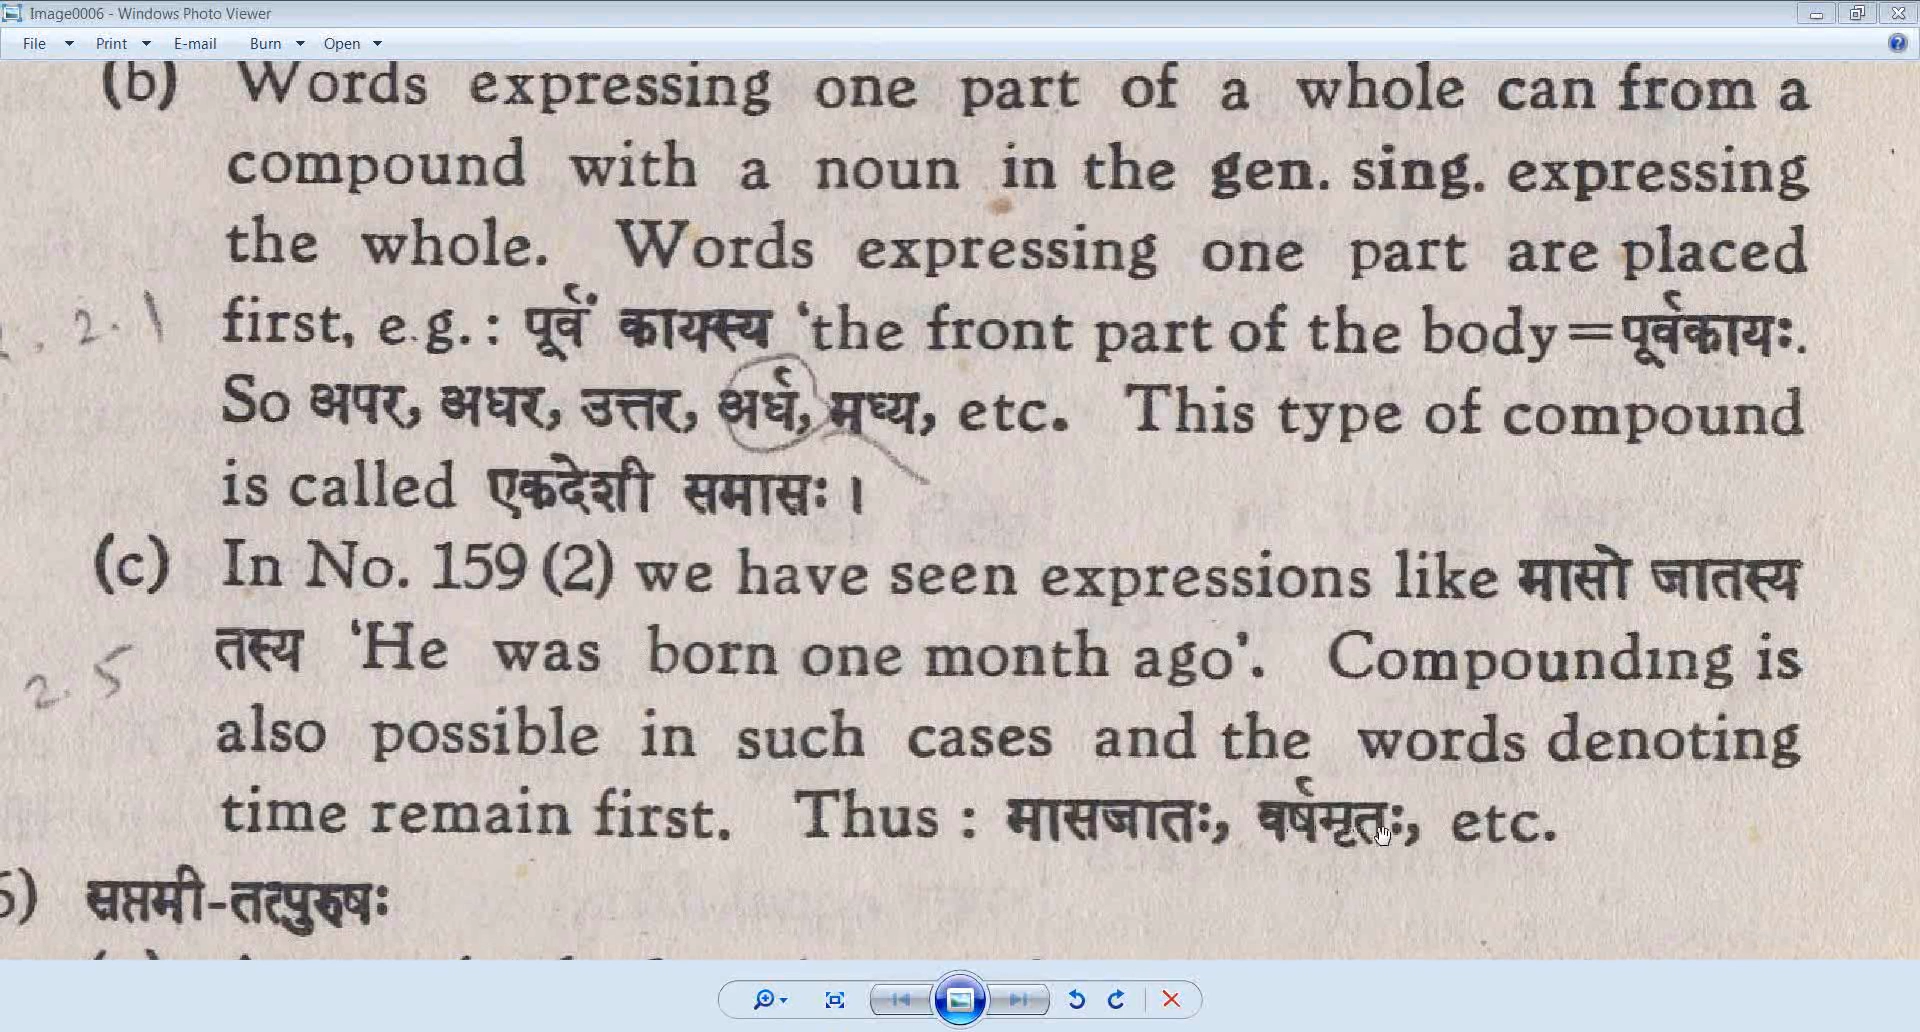 Image0006 - Windows Photo Viewer
File Print E-mail Burn Open
(b) Words expressing one part of a whole can from a
compound with a noun in the gen. sing. expressing
the whole. Words expressing one part are placed
2.1 first, e.g.: पूर्वं कायस्य ‘the front part of the body=पूर्वकायः.
So अपर, अधर, उत्तर, अर्ध, मध्य, etc. This type of compound
is called एकदेशी समासः।
(c) In No. 159 (2) we have seen expressions like मासो जातस्य
2.5 तस्य ‘He was born one month ago’. Compounding is
also possible in such cases and the words denoting
time remain first. Thus : मासजातः, वर्षमृतः, etc.
5) सप्तमी-तत्पुरुषः